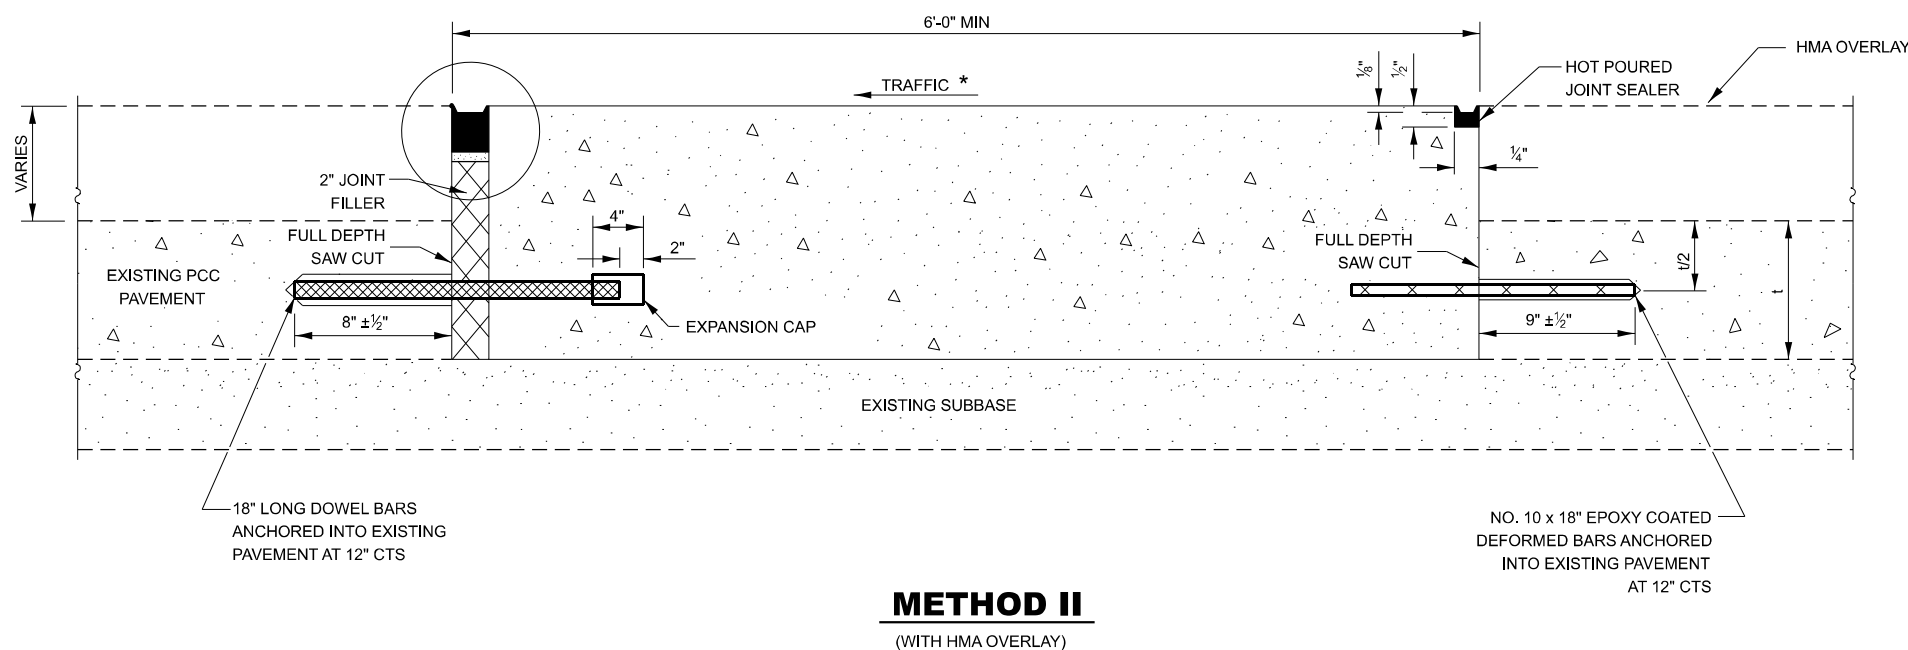 6'-0" MIN
HMA OVERLAY
TRAFFIC *
⅛"
½"
HOT POURED
JOINT SEALER
VARIES
2" JOINT
FILLER
¼"
4"
FULL DEPTH
SAW CUT
2"
FULL DEPTH
SAW CUT
t/2
EXISTING PCC
PAVEMENT
t
8" ±½"
EXPANSION CAP
9" ±½"
EXISTING SUBBASE
18" LONG DOWEL BARS
ANCHORED INTO EXISTING
PAVEMENT AT 12" CTS
NO. 10 x 18" EPOXY COATED
DEFORMED BARS ANCHORED
INTO EXISTING PAVEMENT
AT 12" CTS
METHOD II
(WITH HMA OVERLAY)